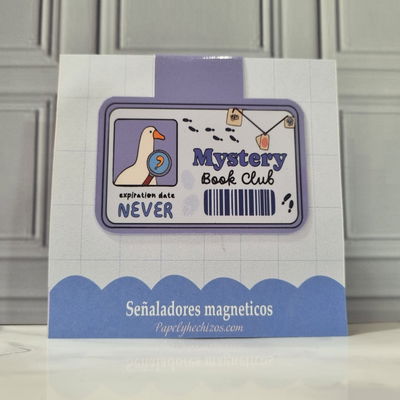 Mystery
Book Club
expiration date
NEVER
Señaladores magneticos
Papelyhechizos.com